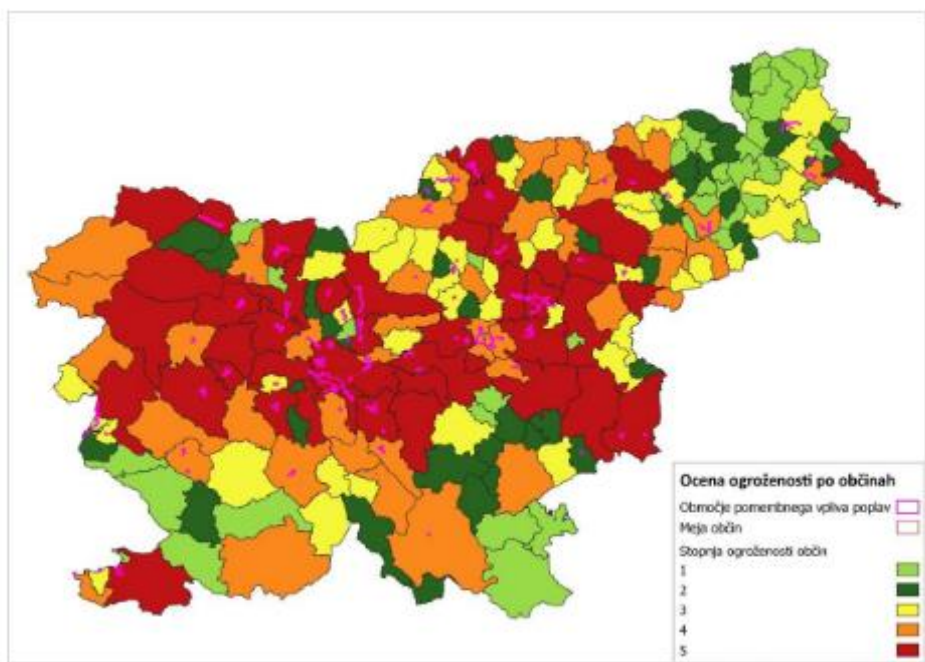 Ocena ogroženosti po občinah
Območje pomembnega vpliva poplav
Meja občin
Stopnja ogroženosti občin
1
2
3
4
5